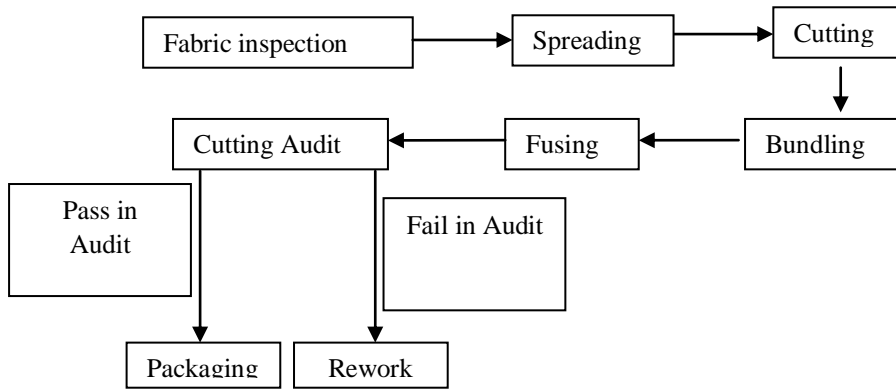 Fabric inspection
Spreading
Cutting
Cutting Audit
Fusing
Bundling
Pass in
Audit
Fail in Audit
Packaging
Rework